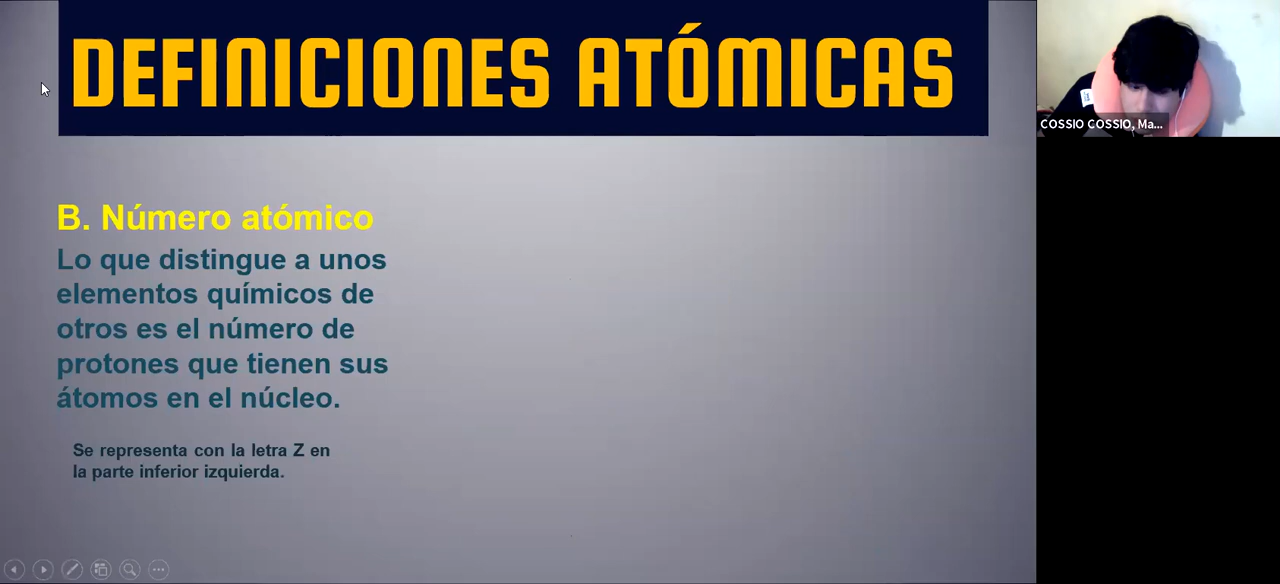 DEFINICIONES ATÓMICAS
COSSIO COSSIO, Ma...
B. Número atómico
Lo que distingue a unos
elementos químicos de
otros es el número de
protones que tienen sus
átomos en el núcleo.
Se representa con la letra Z en
la parte inferior izquierda.